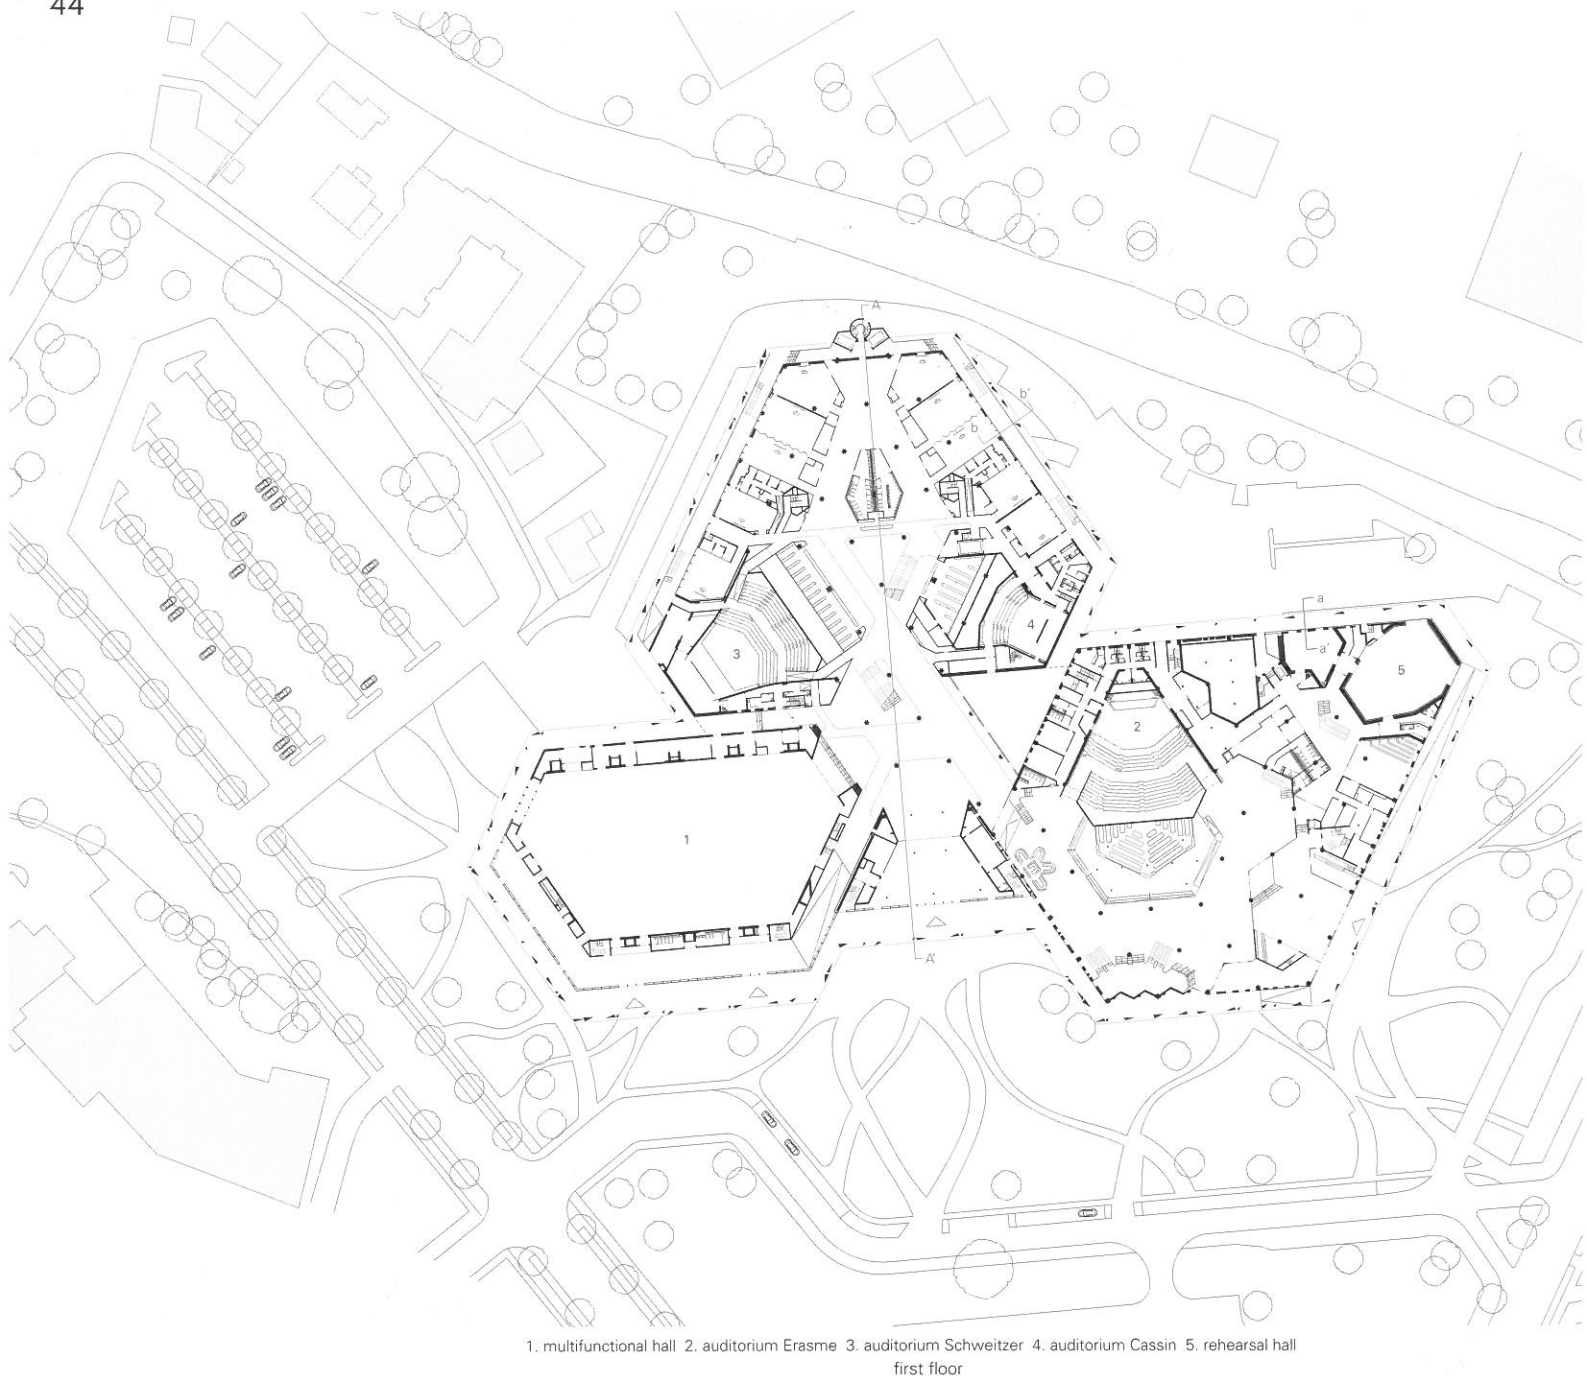 44
A
b'
b
a
a'
3
4
5
2
1
A'
1. multifunctional hall 2. auditorium Erasme 3. auditorium Schweitzer 4. auditorium Cassin 5. rehearsal hall
first floor